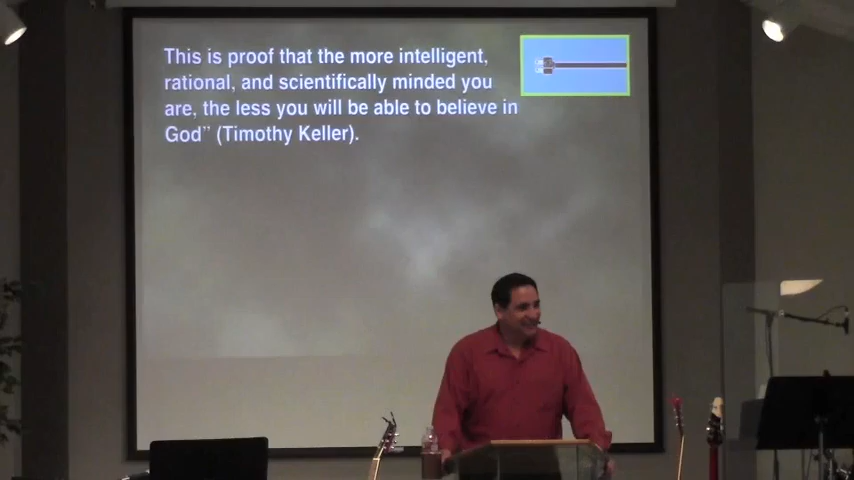 This is proof that the more intelligent,
rational, and scientifically minded you
are, the less you will be able to believe in
God” (Timothy Keller).